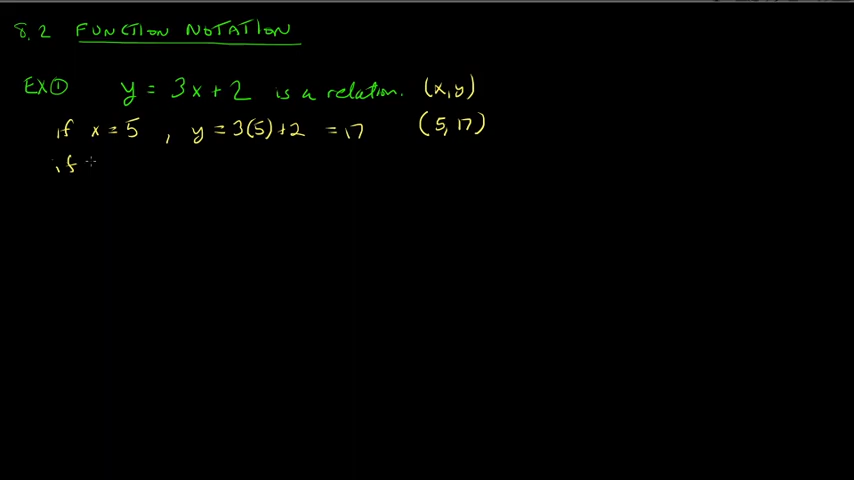 8.2 FUNCTION NOTATION
EX① y = 3x + 2 is a relation. (x, y)
if x = 5 , y = 3(5) + 2 = 17 (5, 17)
if